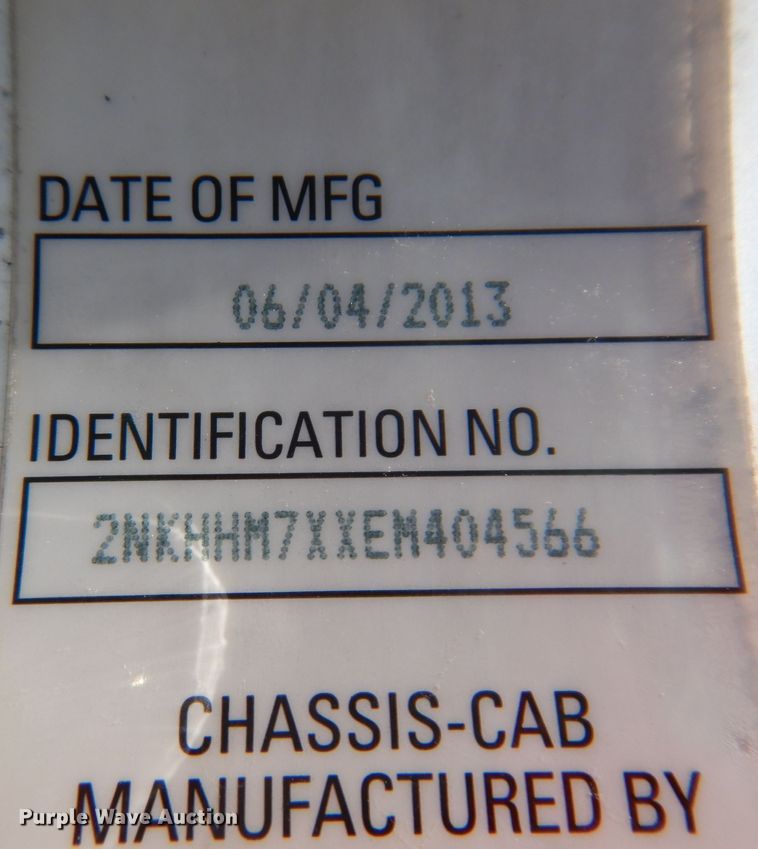 DATE OF MFG
06/04/2013
IDENTIFICATION NO.
2NKHHM7XXEM404566
CHASSIS-CAB
MANUFACTURED BY
Purple Wave Auction